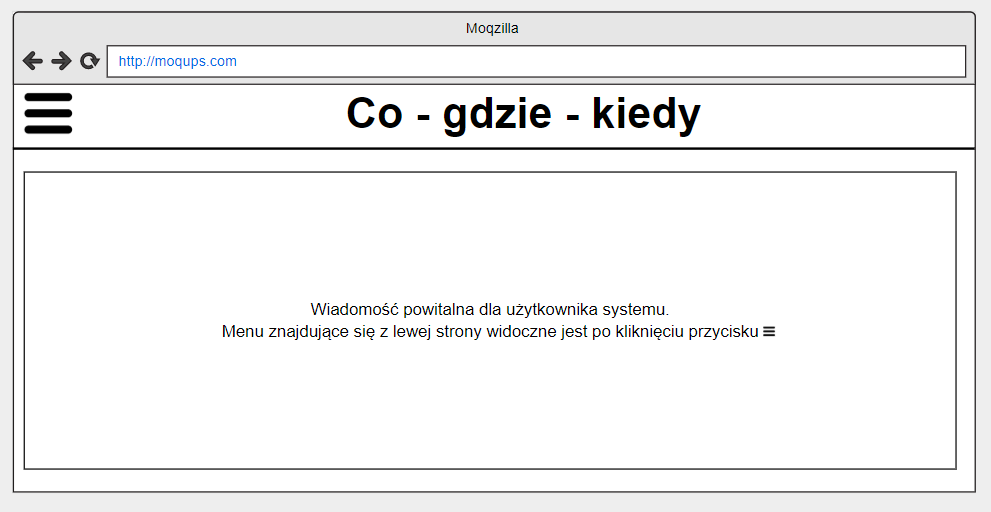 Moqzilla
http://moqups.com
Co - gdzie - kiedy
Wiadomość powitalna dla użytkownika systemu.
Menu znajdujące się z lewej strony widoczne jest po kliknięciu przycisku